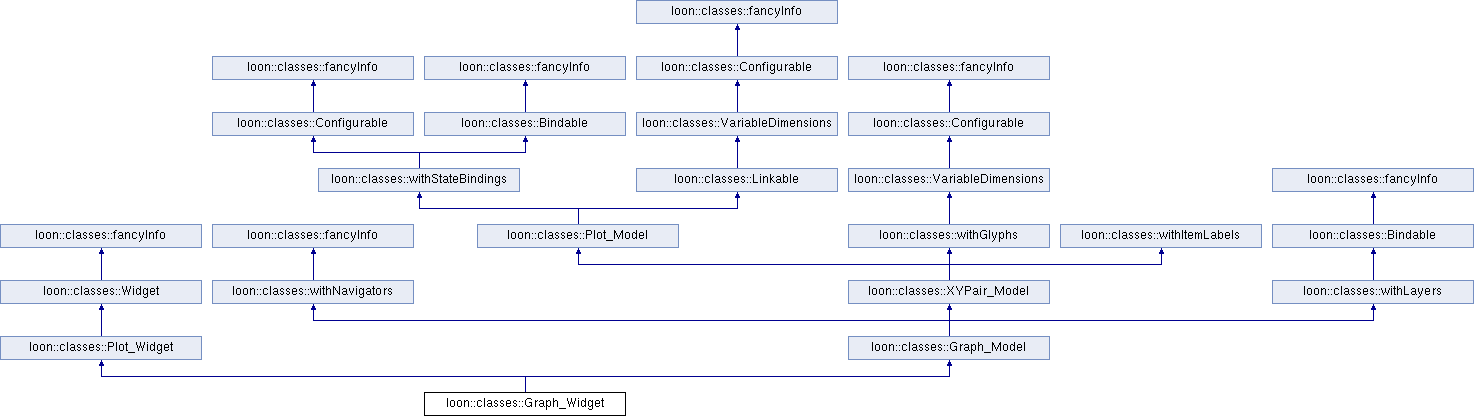 loon::classes::fancyInfo
loon::classes::fancyInfo loon::classes::fancyInfo loon::classes::Configurable loon::classes::fancyInfo
loon::classes::Configurable loon::classes::Bindable loon::classes::VariableDimensions loon::classes::Configurable
loon::classes::withStateBindings loon::classes::Linkable loon::classes::VariableDimensions loon::classes::fancyInfo
loon::classes::fancyInfo loon::classes::fancyInfo loon::classes::Plot_Model loon::classes::withGlyphs loon::classes::withItemLabels loon::classes::Bindable
loon::classes::Widget loon::classes::withNavigators loon::classes::XYPair_Model loon::classes::withLayers
loon::classes::Plot_Widget loon::classes::Graph_Model
loon::classes::Graph_Widget